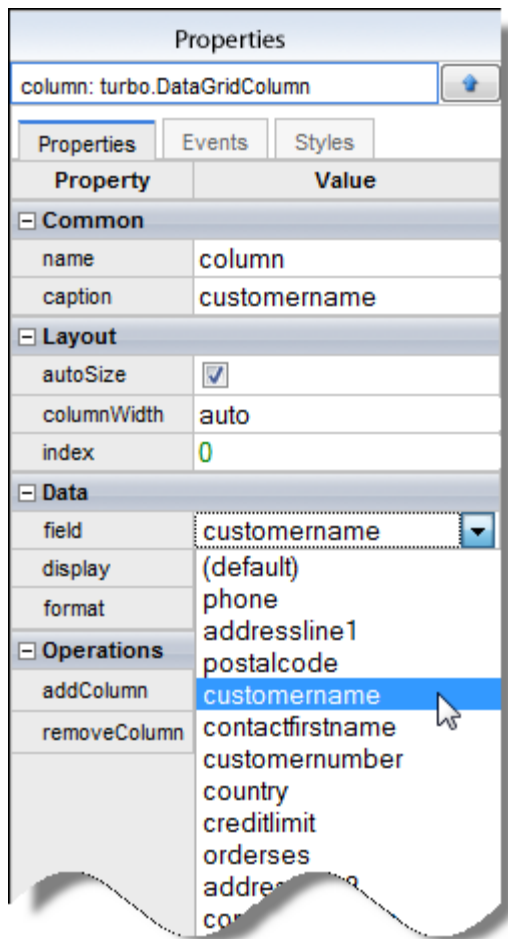 Properties
column: turbo.DataGridColumn
Properties Events Styles
Property Value
Common
name column
caption customername
Layout
autoSize
columnWidth auto
index 0
Data
field customername
display (default)
format phone
addressline1
Operations postalcode
addColumn customername
removeColumn contactfirstname
customernumber
country
creditlimit
orderses